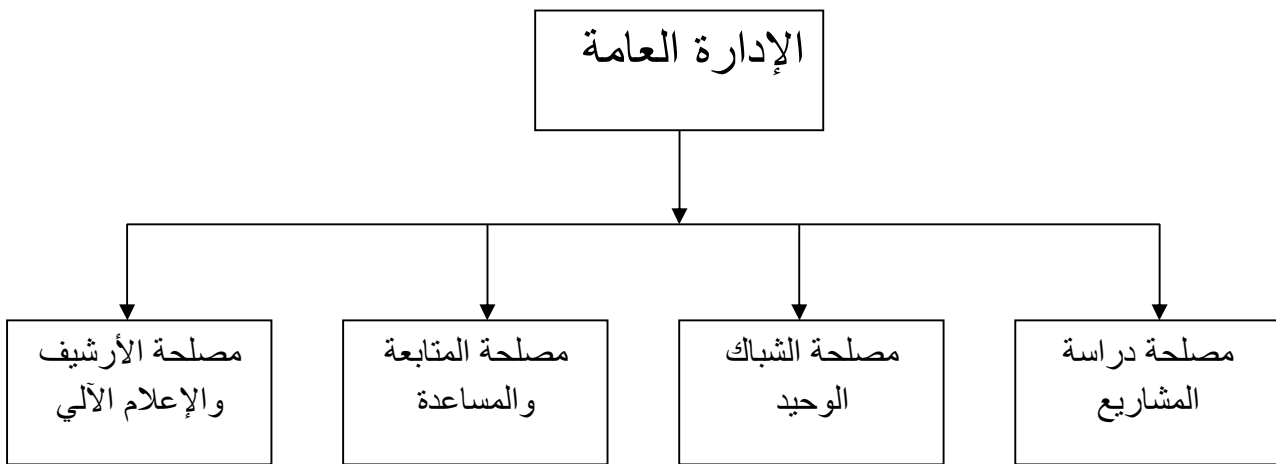 الإدارة العامة
مصلحة دراسة
المشاريع
مصلحة الشباك
الوحيد
مصلحة المتابعة
والمساعدة
مصلحة الأرشيف
والإعلام الآلي